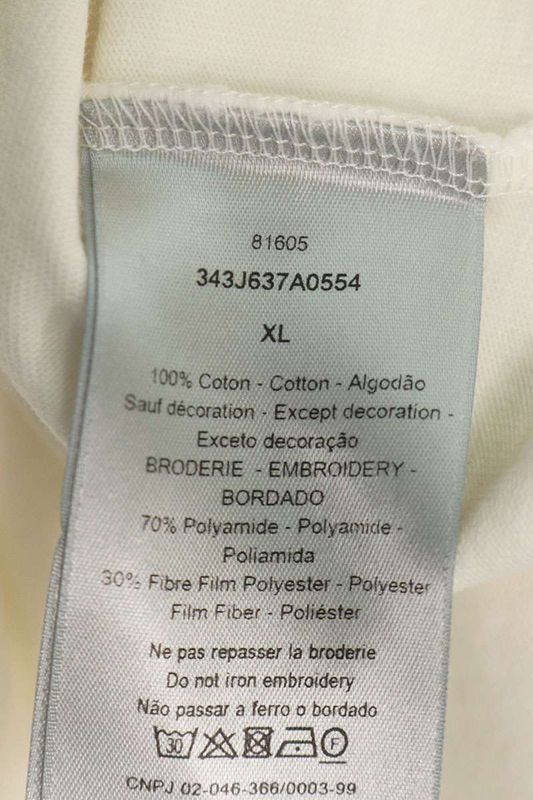 81605
343J637A0554
XL
100% Coton - Cotton - Algodão
Sauf décoration - Except decoration -
Exceto decoração
BRODERIE - EMBROIDERY -
BORDADO
70% Polyamide - Polyamide -
Poliamida
30% Fibre Film Polyester - Polyester
Film Fiber - Poliéster
Ne pas repasser la broderie
Do not iron embroidery
Não passar a ferro o bordado
30 F
CNPJ 02-046-366/0003-99